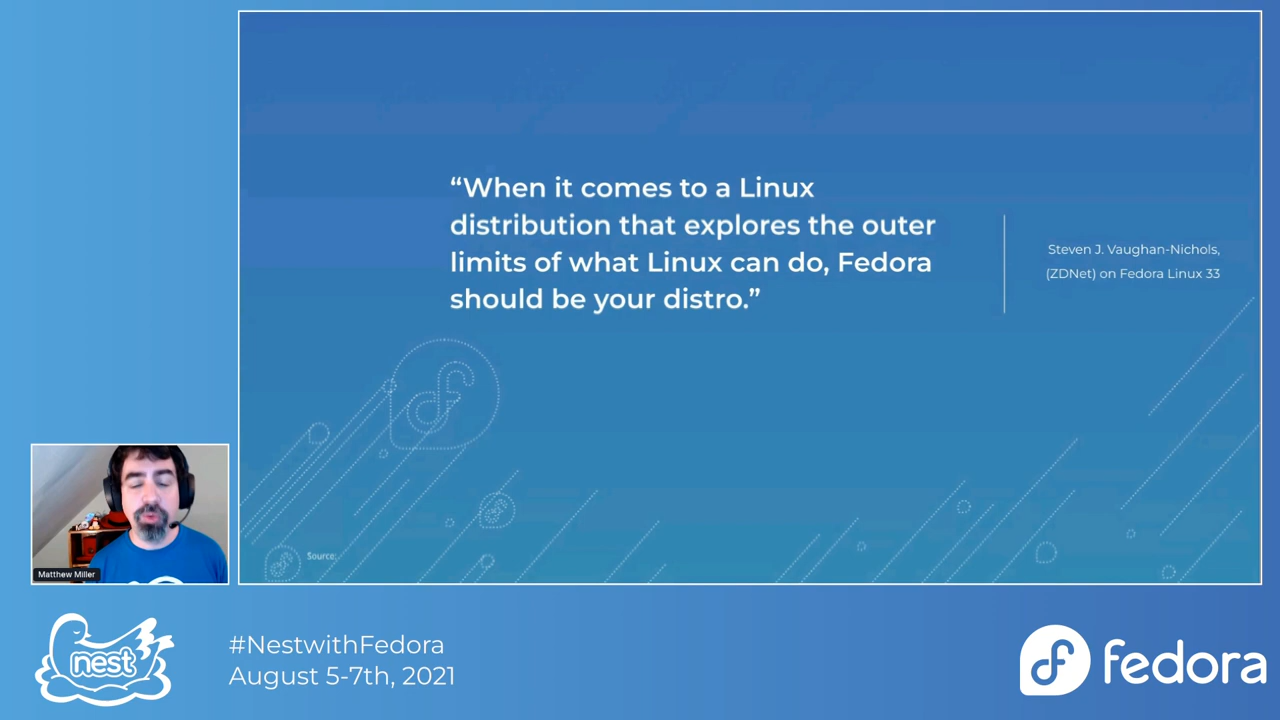 “When it comes to a Linux
distribution that explores the outer
limits of what Linux can do, Fedora
should be your distro.”
Steven J. Vaughan-Nichols,
(ZDNet) on Fedora Linux 33
Source:
Matthew Miller
nest
#NestwithFedora
August 5-7th, 2021
fedora